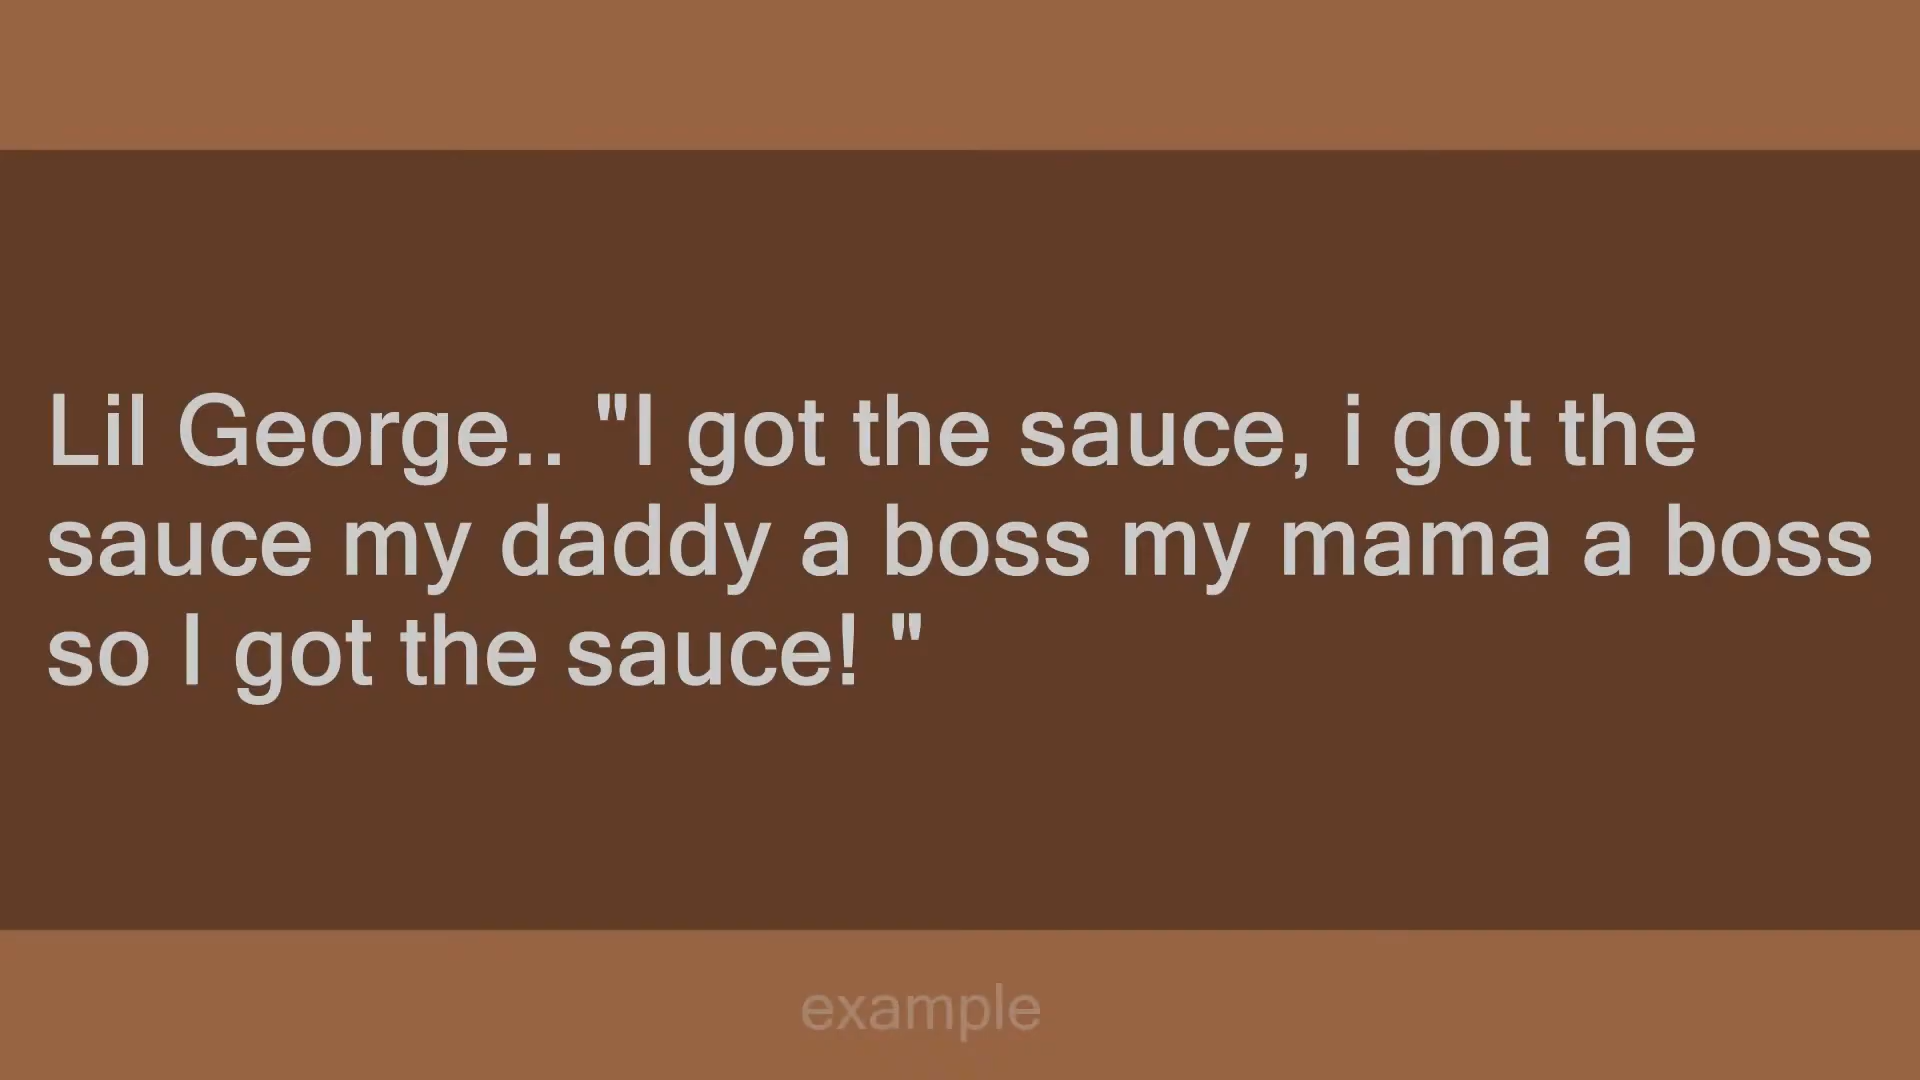 Lil George.. "I got the sauce, i got the
sauce my daddy a boss my mama a boss
so I got the sauce! "
example